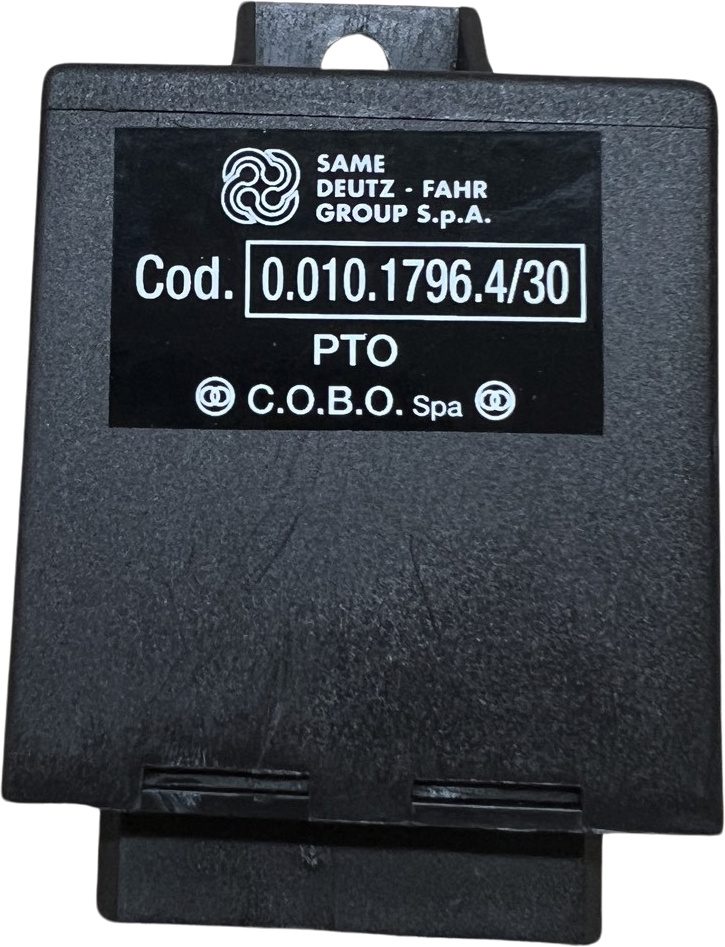 SAME
DEUTZ - FAHR
GROUP S.p.A.
Cod. 0.010.1796.4/30
PTO
C.O.B.O. Spa